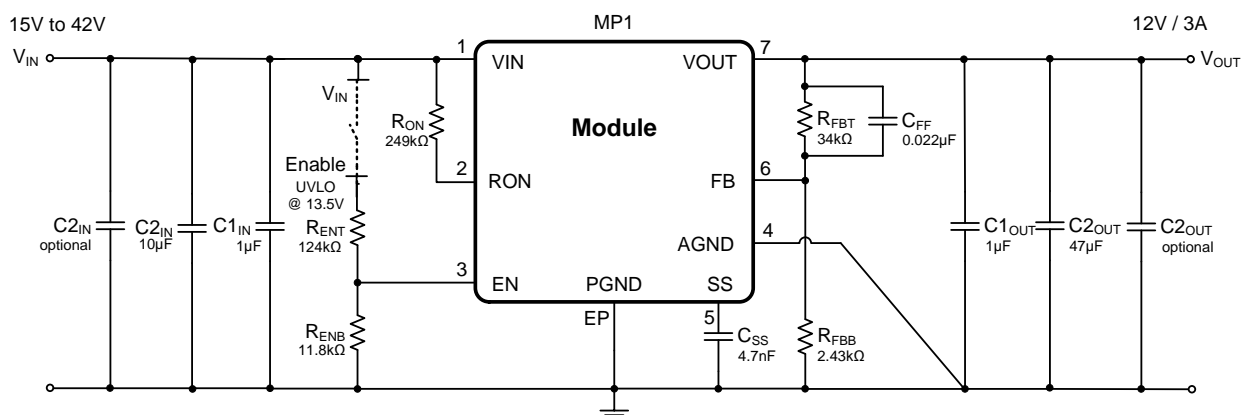 15V to 42V
MP1
12V / 3A
V_IN
1
VIN
VOUT
7
V_OUT
V_IN
R_ON
249kΩ
Module
R_FBT
34kΩ
C_FF
0.022µF
Enable
UVLO
@ 13.5V
2
RON
FB
6
C2_IN
optional
C2_IN
10µF
C1_IN
1µF
R_ENT
124kΩ
AGND
4
C1_OUT
1µF
C2_OUT
47µF
C2_OUT
optional
3
EN
PGND
SS
EP
5
R_ENB
11.8kΩ
C_SS
4.7nF
R_FBB
2.43kΩ